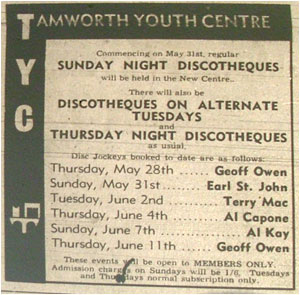 TAMWORTH YOUTH CENTRE
TYC
Commencing on May 31st, regular
SUNDAY NIGHT DISCOTHEQUES
will be held in the New Centre.
There will also be
DISCOTHEQUES ON ALTERNATE
TUESDAYS
and
THURSDAY NIGHT DISCOTHEQUES
as usual.
Disc Jockeys booked to date are as follows.
Thursday, May 28th ...... Geoff Owen
Sunday, May 31st ...... Earl St. John
Tuesday, June 2nd ...... Terry Mac
Thursday, June 4th ...... Al Capone
Sunday, June 7th ...... Al Kay
Thursday, June 11th ...... Geoff Owen
These events will be open to MEMBERS ONLY.
Admission charges on Sundays will be 1/6, Tuesdays
and Thursdays normal subscription only.